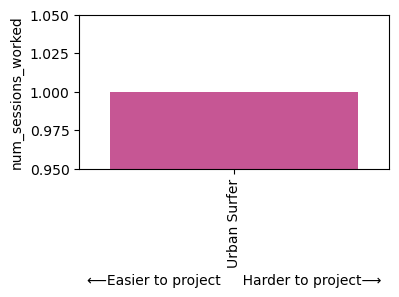 1.050
1.025
1.000
0.975
0.950
num_sessions_worked
Urban Surfer
⟵Easier to project     Harder to project⟶